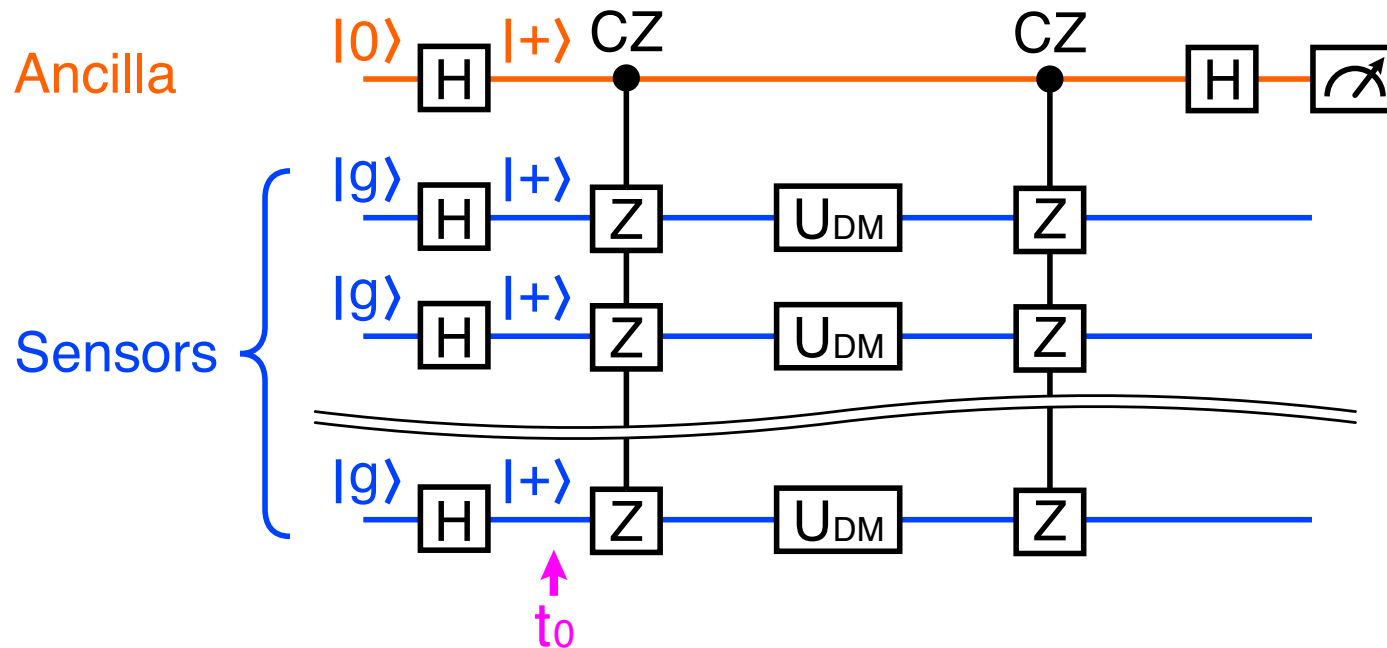 |0⟩ |+⟩ CZ CZ
Ancilla H H
|g⟩ |+⟩
H Z UDM Z
|g⟩ |+⟩
H Z UDM Z
Sensors
|g⟩ |+⟩
H Z UDM Z
t0